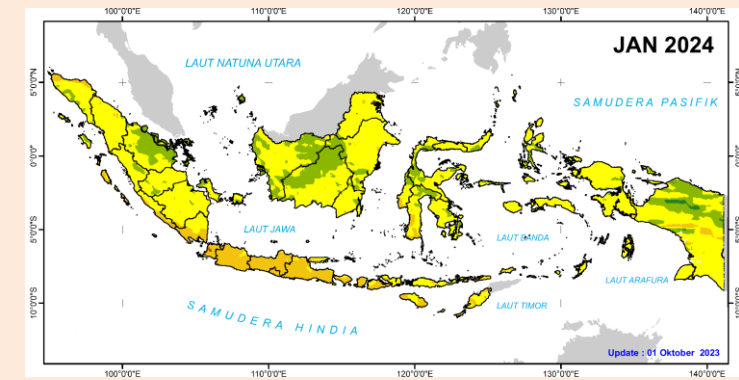 100°0'0"E 110°0'0"E 120°0'0"E 130°0'0"E 140°0'0"E
JAN 2024
LAUT NATUNA UTARA
5°0'0"N 5°0'0"N
SAMUDERA PASIFIK
0°0'0" 0°0'0"
LAUT JAWA
LAUT BANDA
5°0'0"S 5°0'0"S
LAUT ARAFURA
SAMUDERA HINDIA
LAUT TIMOR
10°0'0"S 10°0'0"S
Update : 01 Oktober 2023
100°0'0"E 110°0'0"E 120°0'0"E 130°0'0"E 140°0'0"E